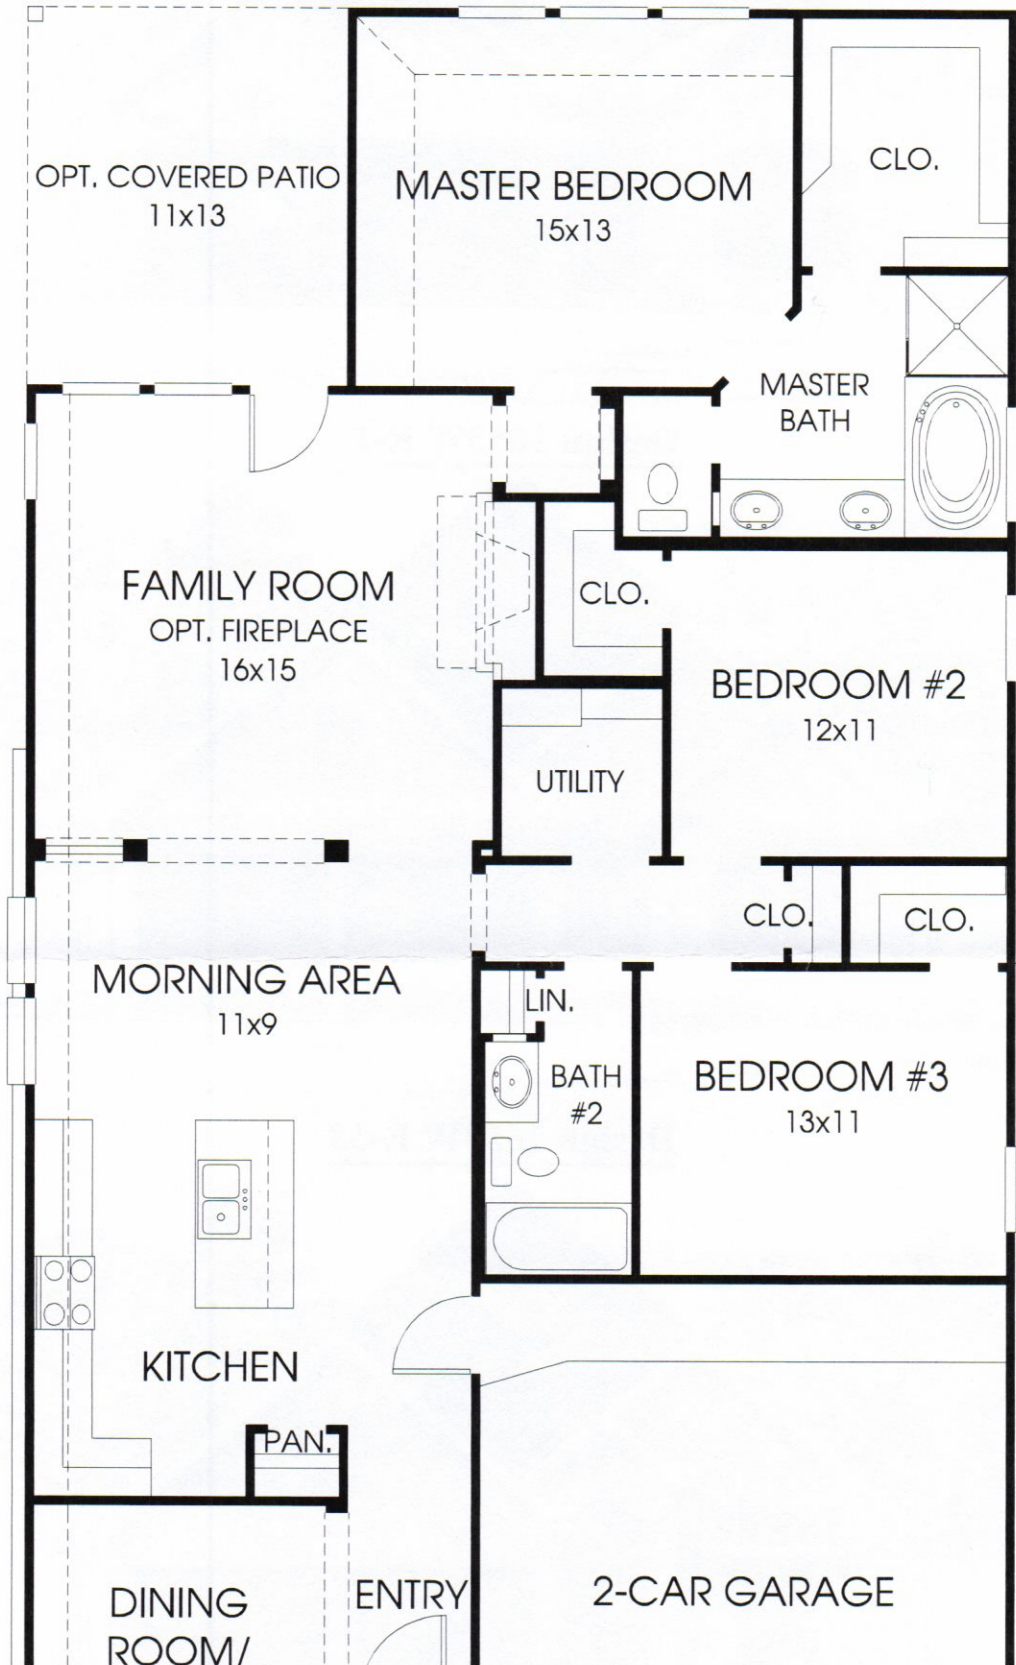 OPT. COVERED PATIO
11x13
MASTER BEDROOM
15x13
CLO.
MASTER
BATH
FAMILY ROOM
OPT. FIREPLACE
16x15
CLO.
BEDROOM #2
12x11
UTILITY
CLO.
CLO.
MORNING AREA
11x9
LIN.
BATH
#2
BEDROOM #3
13x11
KITCHEN
PAN.
DINING
ROOM/
ENTRY
2-CAR GARAGE